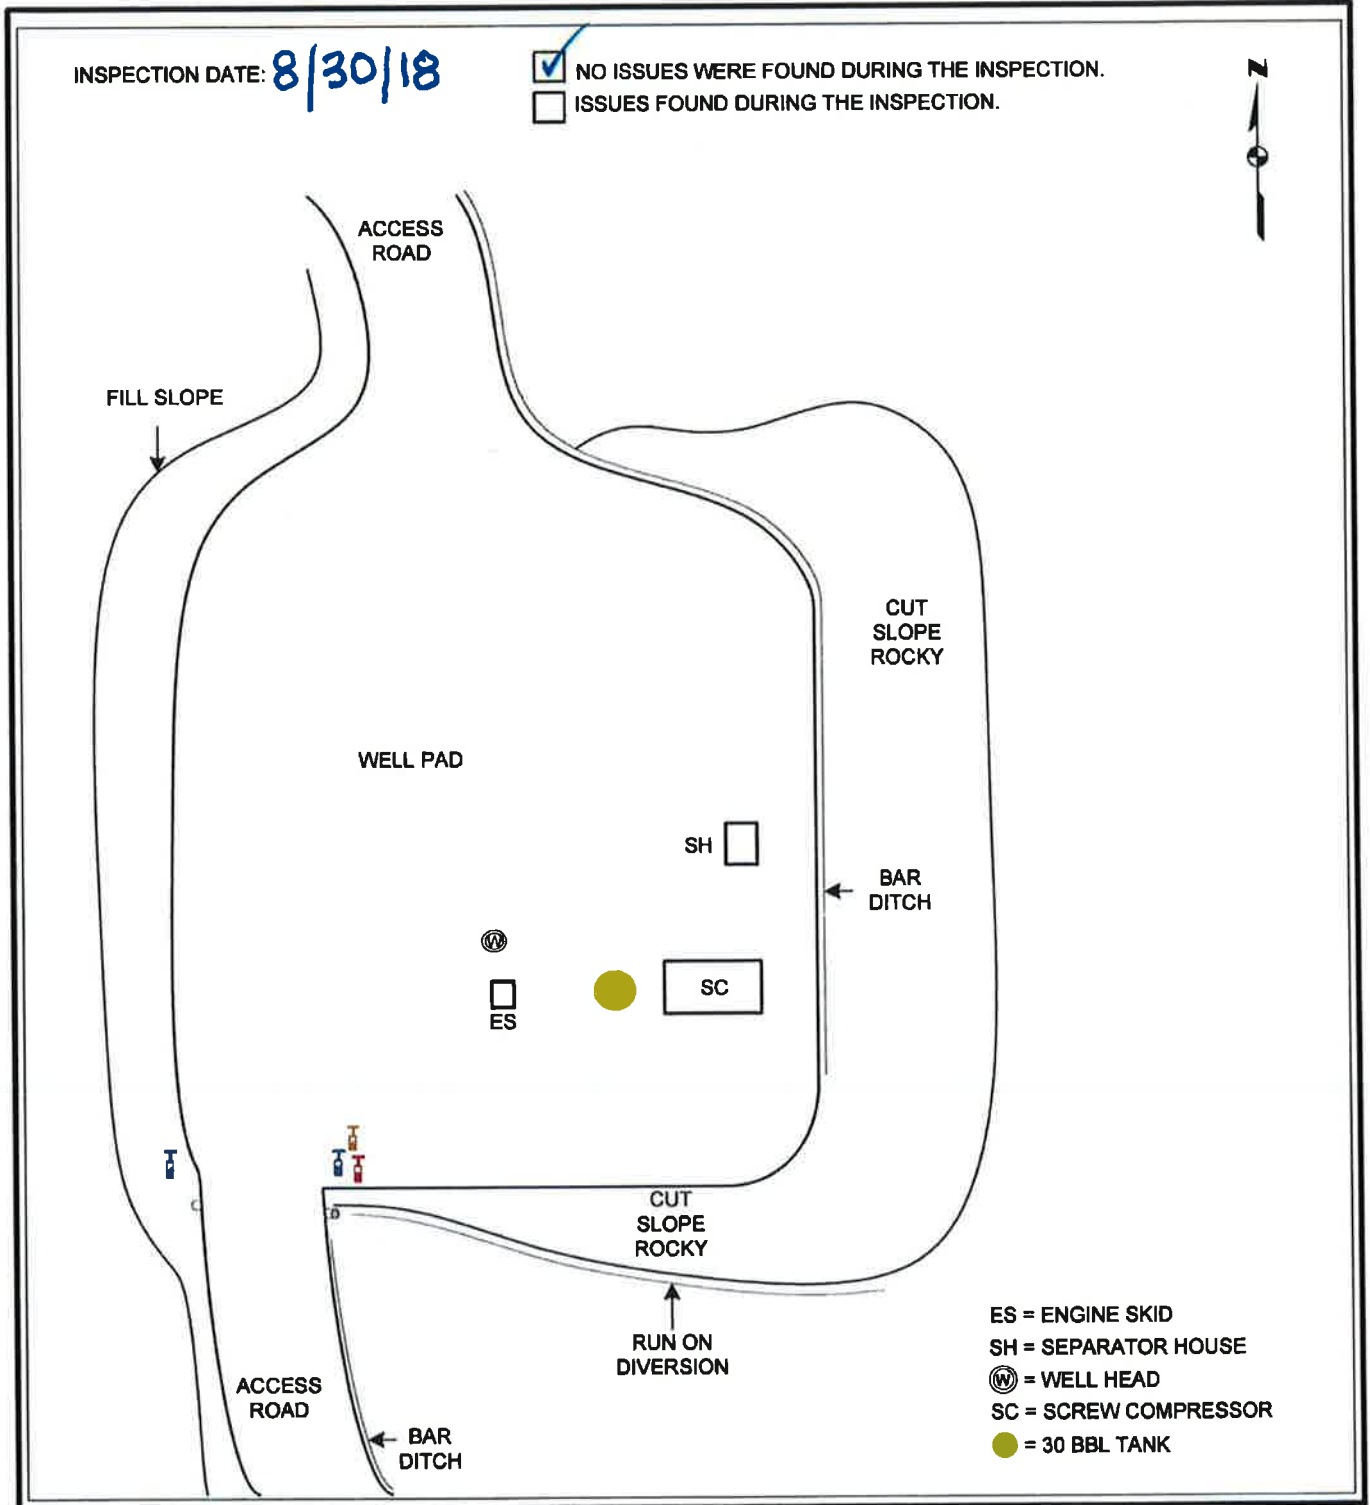 INSPECTION DATE: 8/30/18
NO ISSUES WERE FOUND DURING THE INSPECTION.
ISSUES FOUND DURING THE INSPECTION.
N
ACCESS
ROAD
FILL SLOPE
CUT
SLOPE
ROCKY
WELL PAD
SH
BAR
DITCH
W
SC
ES
CUT
SLOPE
ROCKY
RUN ON
DIVERSION
ACCESS
ROAD
BAR
DITCH
ES = ENGINE SKID
SH = SEPARATOR HOUSE
W = WELL HEAD
SC = SCREW COMPRESSOR
= 30 BBL TANK